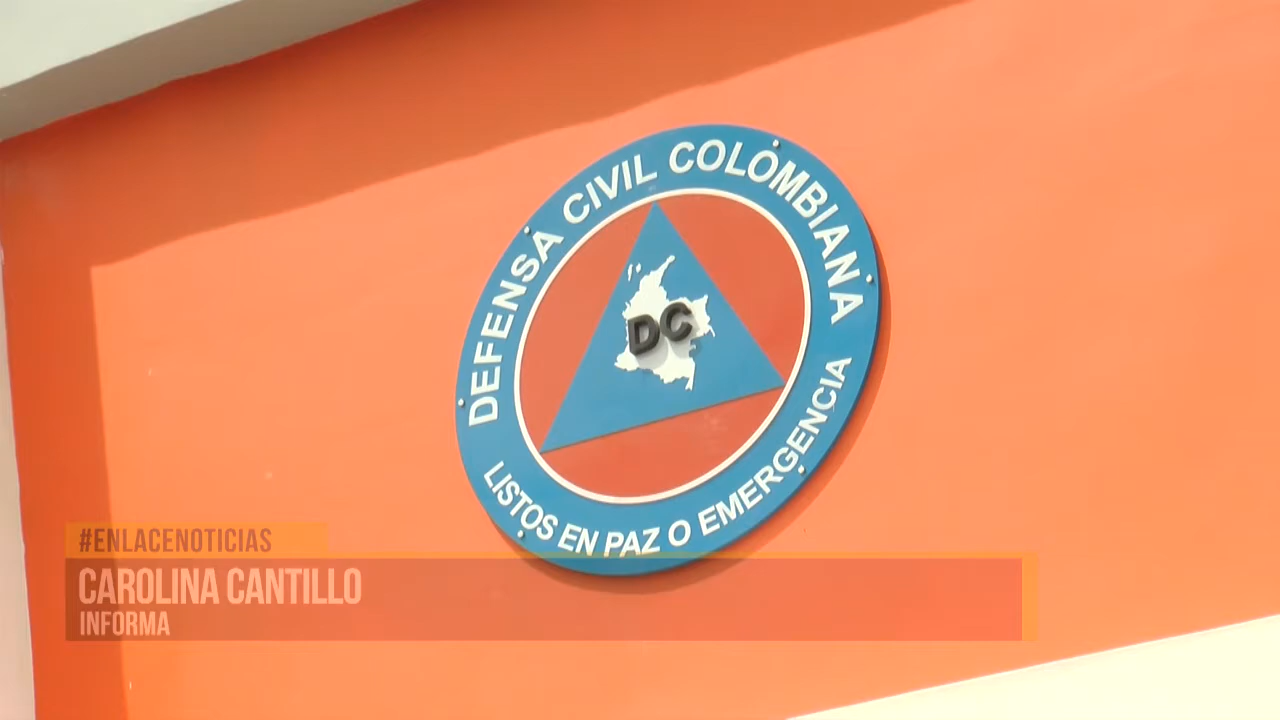 DEFENSA CIVIL COLOMBIANA
DC
LISTOS EN PAZ O EMERGENCIA
#ENLACENOTICIAS
CAROLINA CANTILLO
INFORMA